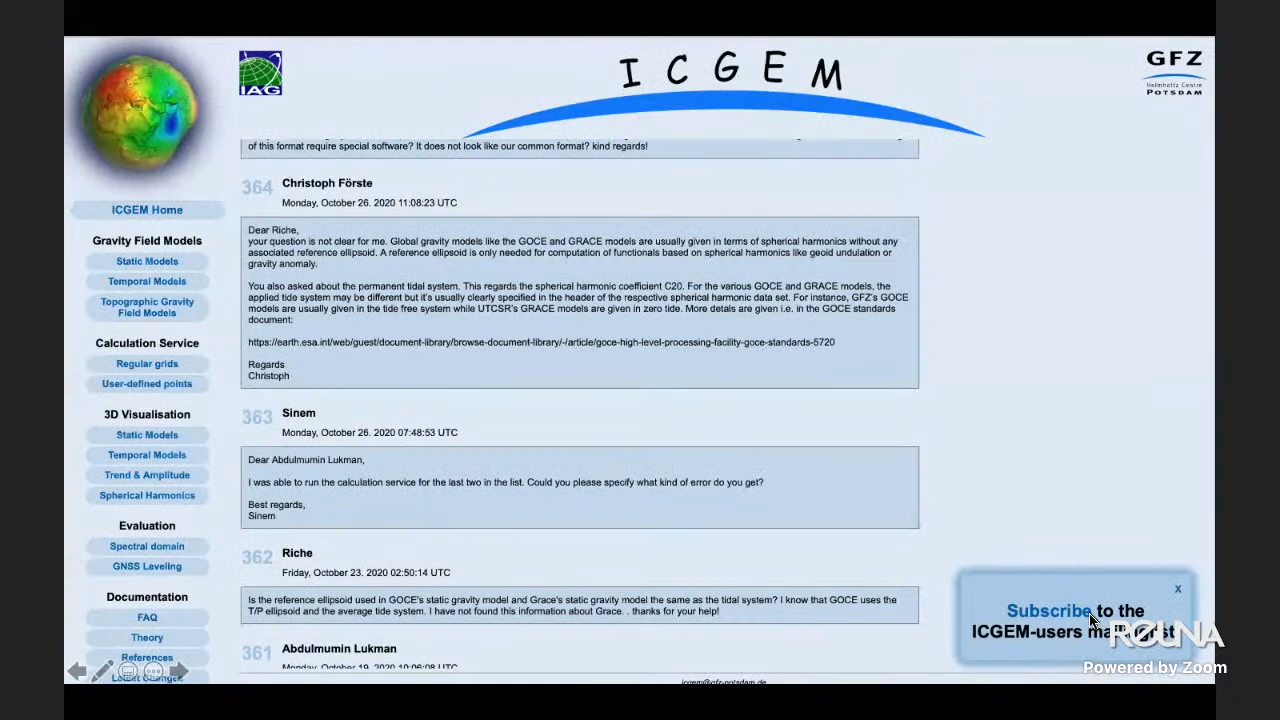 IAG
I C G E M
GFZ
Helmholtz Centre
POTSDAM
ICGEM Home
Gravity Field Models
Static Models
Temporal Models
Topographic Gravity
Field Models
Calculation Service
Regular grids
User-defined points
3D Visualisation
Static Models
Temporal Models
Trend & Amplitude
Spherical Harmonics
Evaluation
Spectral domain
GNSS Leveling
Documentation
FAQ
Theory
References
Latest Changes
of this format require special software? It does not look like our common format? kind regards!
364 Christoph Förste
Monday, October 26. 2020 11:08:23 UTC
Dear Riche,
your question is not clear for me. Global gravity models like the GOCE and GRACE models are usually given in terms of spherical harmonics without any
associated reference ellipsoid. A reference ellipsoid is only needed for computation of functionals based on spherical harmonics like geoid undulation or
gravity anomaly.
You also asked about the permanent tidal system. This regards the spherical harmonic coefficient C20. For the various GOCE and GRACE models, the
applied tide system may be different but it's usually clearly specified in the header of the respective spherical harmonic data set. For instance, GFZ's GOCE
models are usually given in the tide free system while UTCSR's GRACE models are given in zero tide. More detals are given i.e. in the GOCE standards
document:
https://earth.esa.int/web/guest/document-library/browse-document-library/-/article/goce-high-level-processing-facility-goce-standards-5720
Regards
Christoph
363 Sinem
Monday, October 26. 2020 07:48:53 UTC
Dear Abdulmumin Lukman,
I was able to run the calculation service for the last two in the list. Could you please specify what kind of error do you get?
Best regards,
Sinem
362 Riche
Friday, October 23. 2020 02:50:14 UTC
Is the reference ellipsoid used in GOCE's static gravity model and Grace's static gravity model the same as the tidal system? I know that GOCE uses the
T/P ellipsoid and the average tide system. I have not found this information about Grace. . thanks for your help!
361 Abdulmumin Lukman
Monday, October 19. 2020 10:06:08 UTC
icgem@gfz-potsdam.de
x
Subscribe to the
ICGEM-users
Powered by Zoom